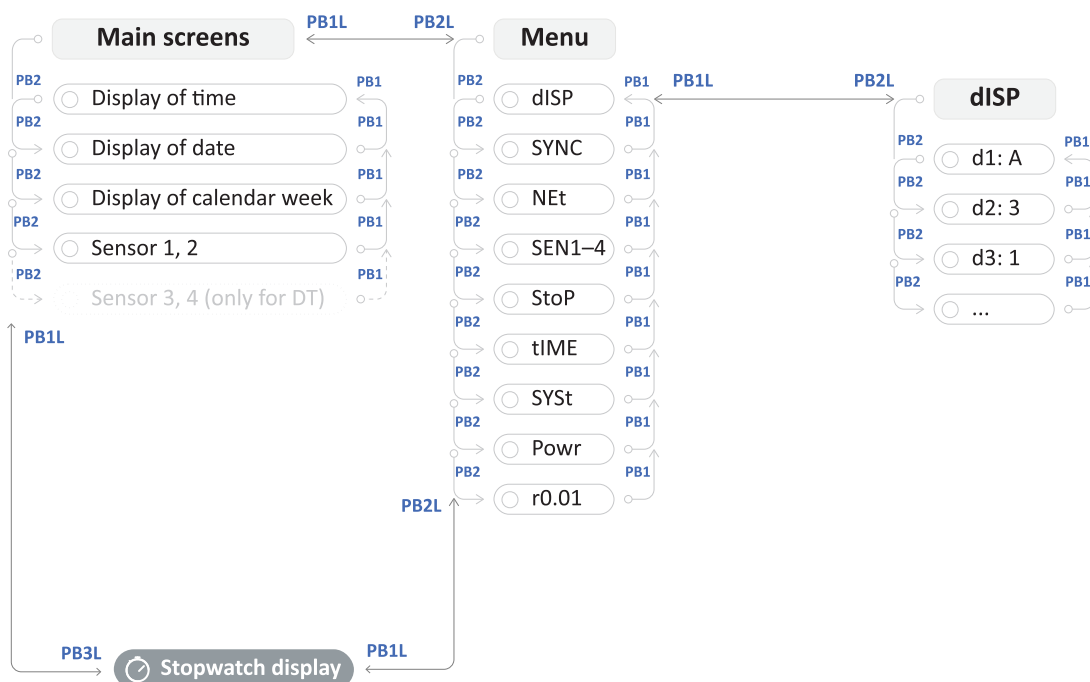 PB1L PB2L
Main screens
Menu
PB2 PB1 PB2 PB1 PB1L PB2L
Display of time
dISP
dISP
PB2 PB1 PB2 PB1
Display of date
SYNC
PB2 PB1
d1: A
PB2 PB1 PB2 PB1
Display of calendar week
NEt
PB2 PB1
d2: 3
PB2 PB1 PB2 PB1
Sensor 1, 2
SEN1–4
PB2 PB1
d3: 1
PB2 PB1 PB2 PB1
Sensor 3, 4 (only for DT)
StoP
PB2 PB1
...
PB1L
PB2 PB1
tIME
PB2 PB1
SYSt
PB2 PB1
Powr
PB2 PB1
r0.01
PB2L
PB3L PB1L
Stopwatch display